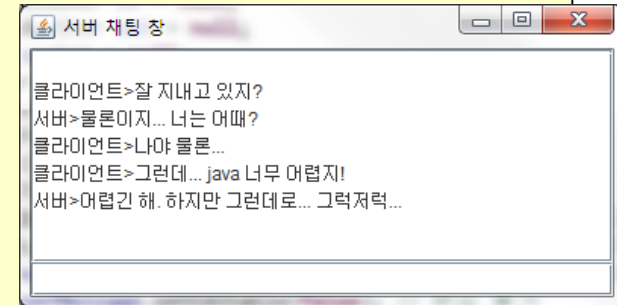 서버 채팅 창
클라이언트>잘 지내고 있지?
서버>물론이지... 너는 어때?
클라이언트>나야 물론...
클라이언트>그런데... java 너무 어렵지!
서버>어렵긴 해. 하지만 그런데로... 그럭저럭...